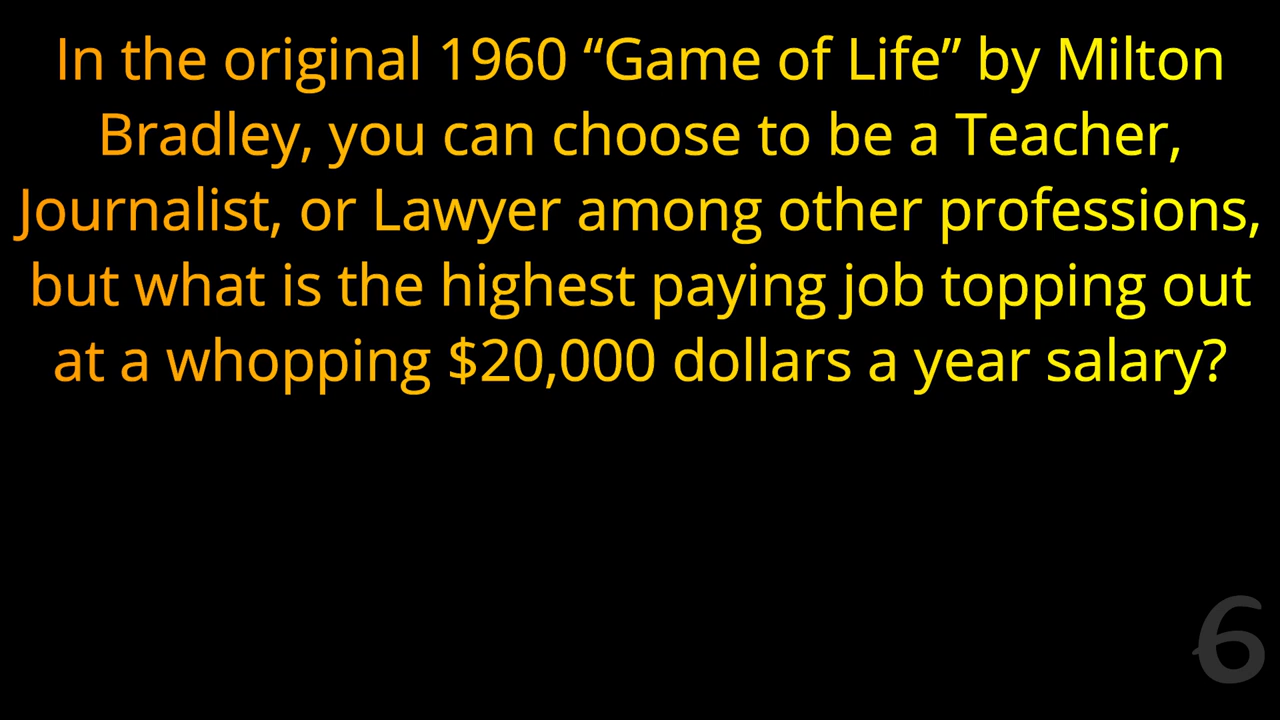 In the original 1960 “Game of Life” by Milton
Bradley, you can choose to be a Teacher,
Journalist, or Lawyer among other professions,
but what is the highest paying job topping out
at a whopping $20,000 dollars a year salary?
6